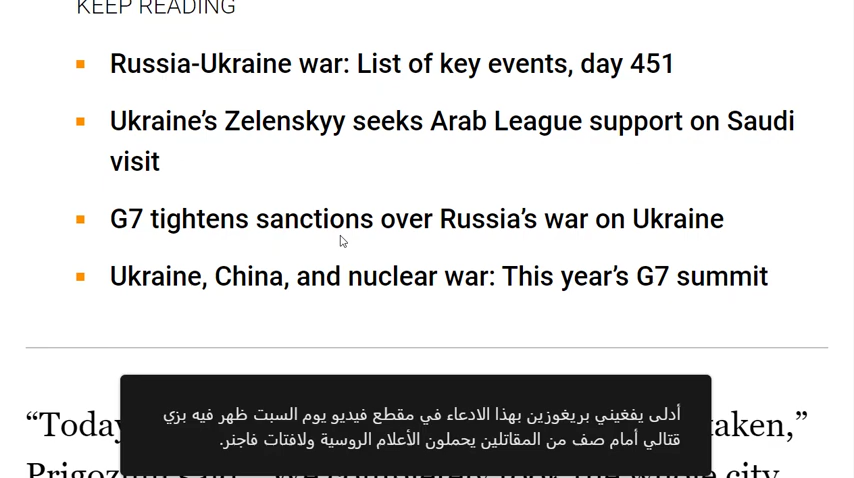 KEEP READING
Russia-Ukraine war: List of key events, day 451
Ukraine’s Zelenskyy seeks Arab League support on Saudi
visit
G7 tightens sanctions over Russia’s war on Ukraine
Ukraine, China, and nuclear war: This year’s G7 summit
أدلى يفغيني بريغوزين بهذا الادعاء في مقطع فيديو يوم السبت ظهر فيه بزي
قتالي أمام صف من المقاتلين يحملون الأعلام الروسية ولافتات فاجنر.
“Today taken,”
city